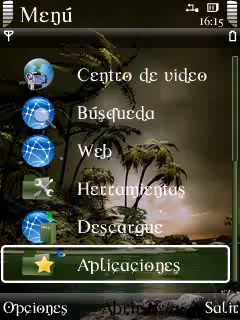 Menú
16:15
Centro de video
Búsqueda
Web
Herramientas
Descargue
Aplicaciones
Opciones Abrir Salir